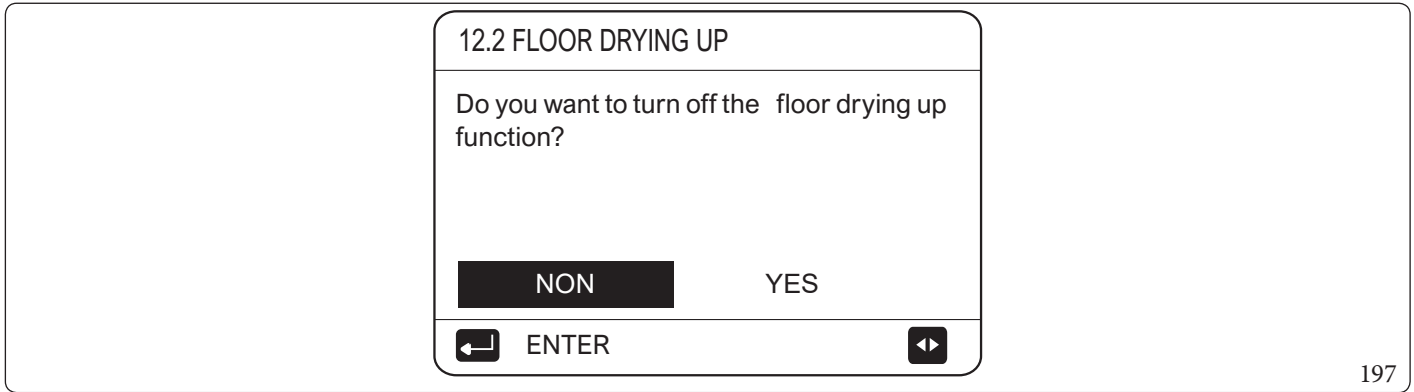 12.2 FLOOR DRYING UP
Do you want to turn off the floor drying up
function?
NON YES
ENTER
197